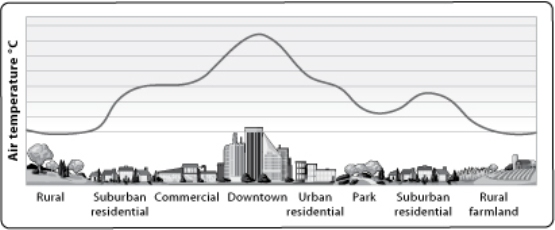 Air temperature °C
Rural
Suburban
residential
Commercial
Downtown
Urban
residential
Park
Suburban
residential
Rural
farmland